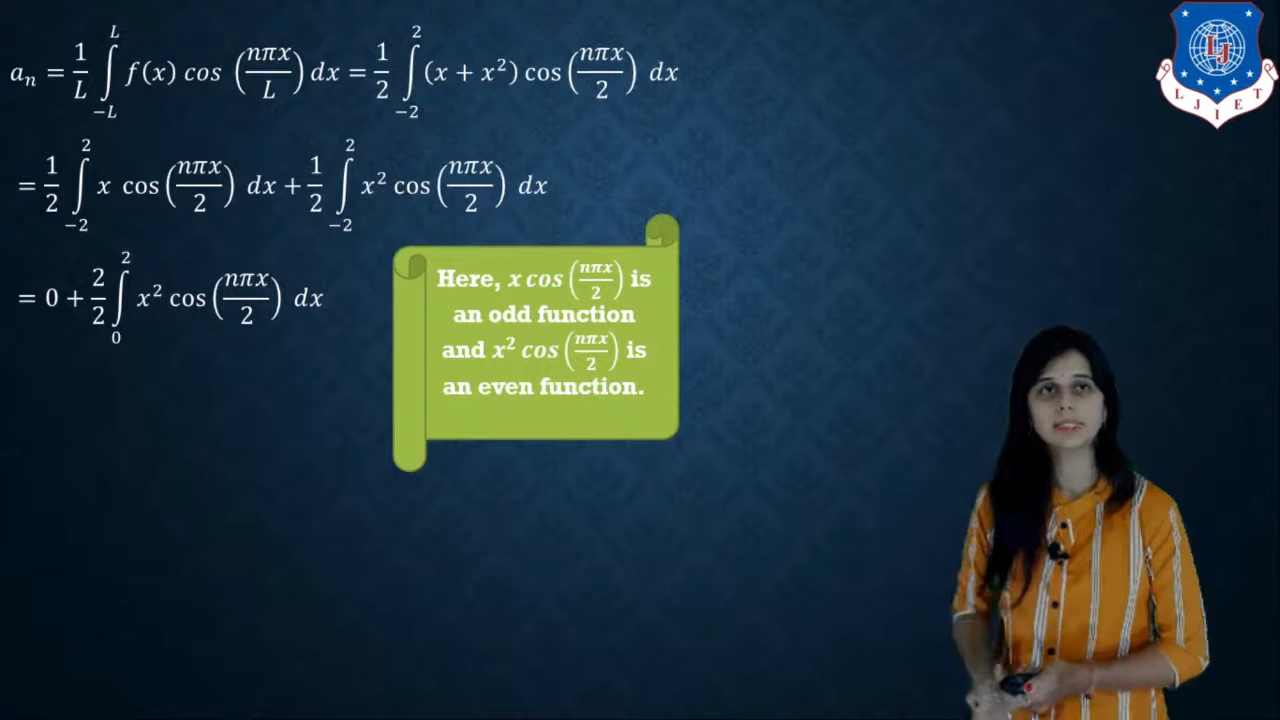 aₙ = 1/L ∫_{-L}^{L} f(x) cos (nπx/L) dx = 1/2 ∫_{-2}^{2} (x + x²) cos (nπx/2) dx
= 1/2 ∫_{-2}^{2} x cos (nπx/2) dx + 1/2 ∫_{-2}^{2} x² cos (nπx/2) dx
= 0 + 2/2 ∫_{0}^{2} x² cos (nπx/2) dx
Here, x cos (nπx/2) is
an odd function
and x² cos (nπx/2) is
an even function.
LJ
LJIET